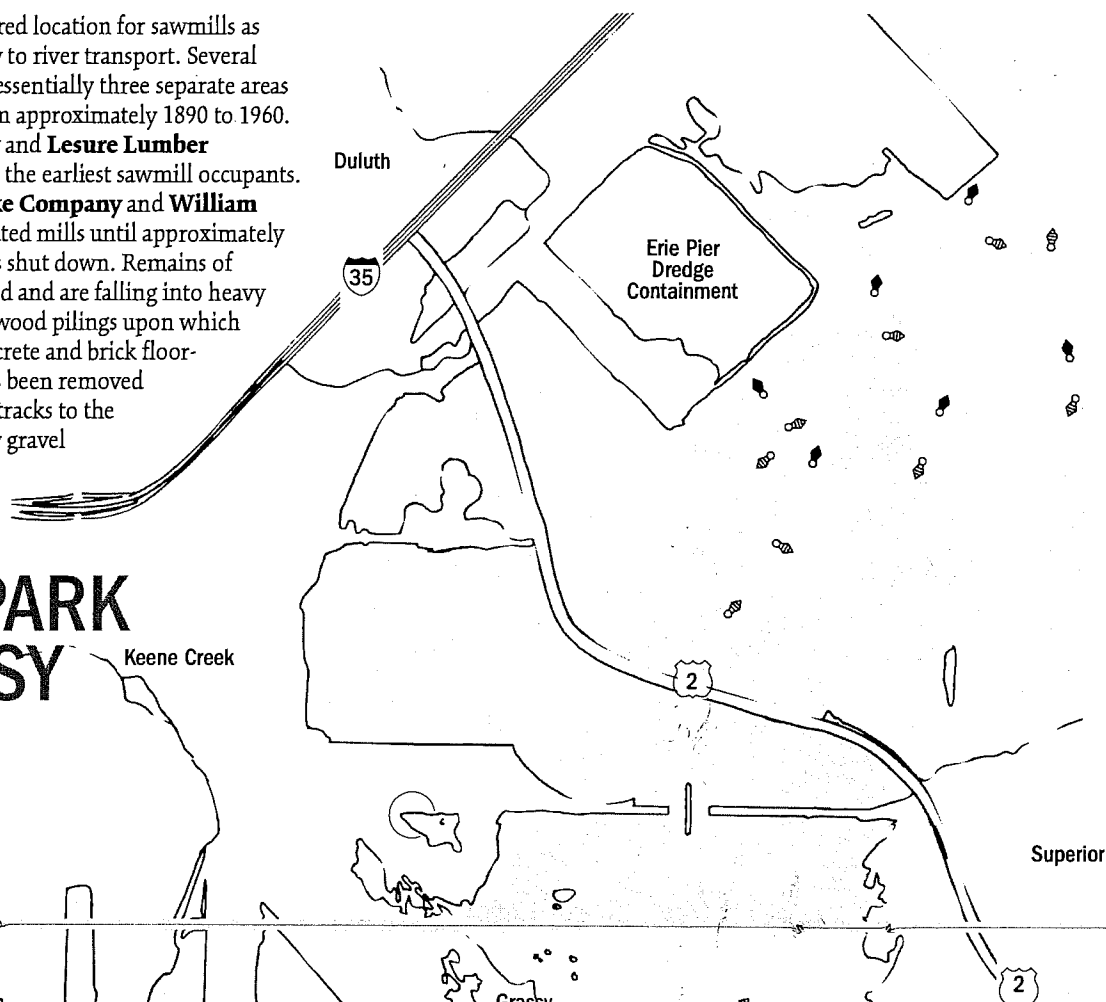 red location for sawmills as
to river transport. Several
essentially three separate areas
approximately 1890 to 1960.
and Lesure Lumber
the earliest sawmill occupants.
Company and William
mills until approximately
shut down. Remains of
and are falling into heavy
wood pilings upon which
crete and brick floor-
been removed
tracks to the
gravel
Duluth
35
Erie Pier
Dredge
Containment
PARK
SY
Keene Creek
2
Superior
2
Grassy